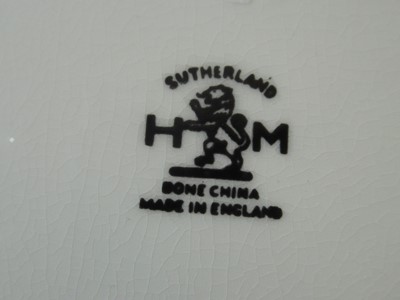 SUTHERLAND
H M
BONE CHINA
MADE IN ENGLAND